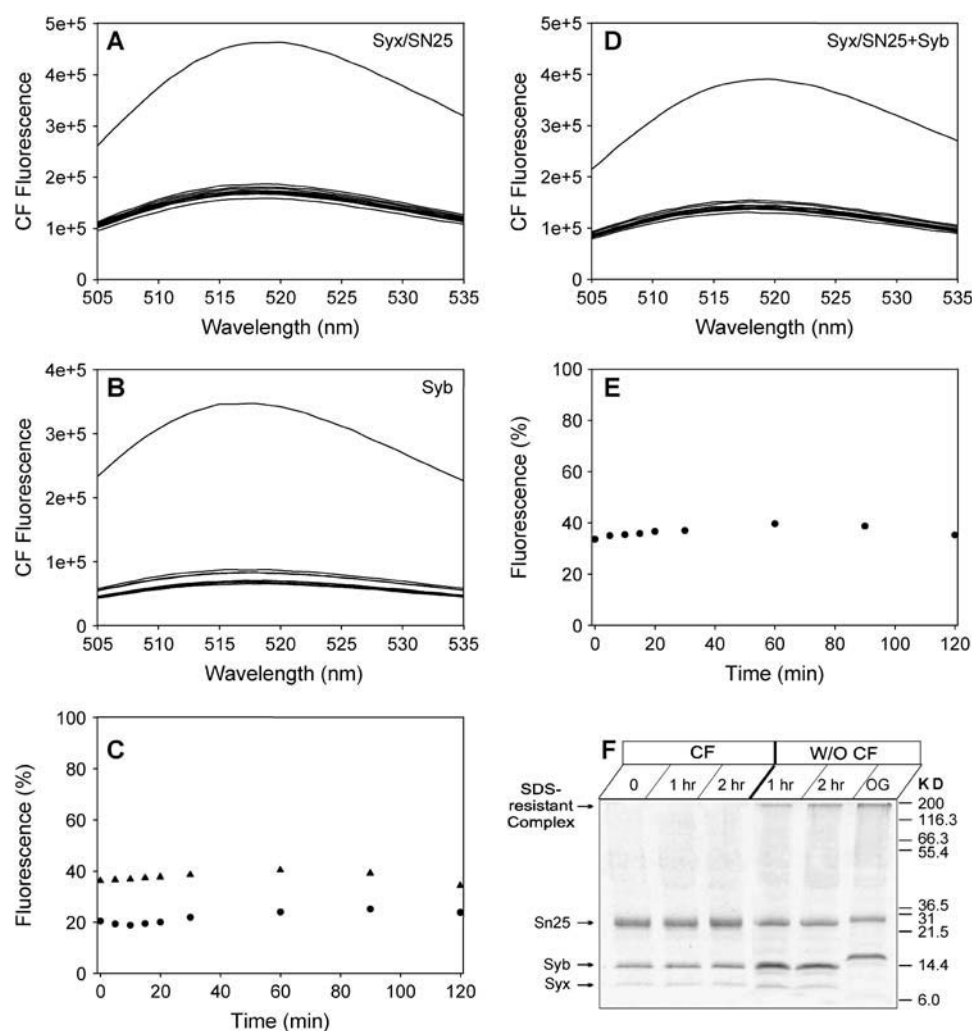 A
Syx/SN25
CF Fluorescence
5e+5
4e+5
3e+5
2e+5
1e+5
0
505 510 515 520 525 530 535
Wavelength (nm)
D
Syx/SN25+Syb
CF Fluorescence
5e+5
4e+5
3e+5
2e+5
1e+5
0
505 510 515 520 525 530 535
Wavelength (nm)
B
Syb
CF Fluorescence
4e+5
3e+5
2e+5
1e+5
0
505 510 515 520 525 530 535
Wavelength (nm)
E
Fluorescence (%)
100
80
60
40
20
0
0 20 40 60 80 100 120
Time (min)
C
Fluorescence (%)
100
80
60
40
20
0
0 20 40 60 80 100 120
Time (min)
F
CF W/O CF
0 1 hr 2 hr 1 hr 2 hr OG KD
SDS-
resistant
Complex
Sn25
Syb
Syx
200
116.3
66.3
55.4
36.5
31
21.5
14.4
6.0